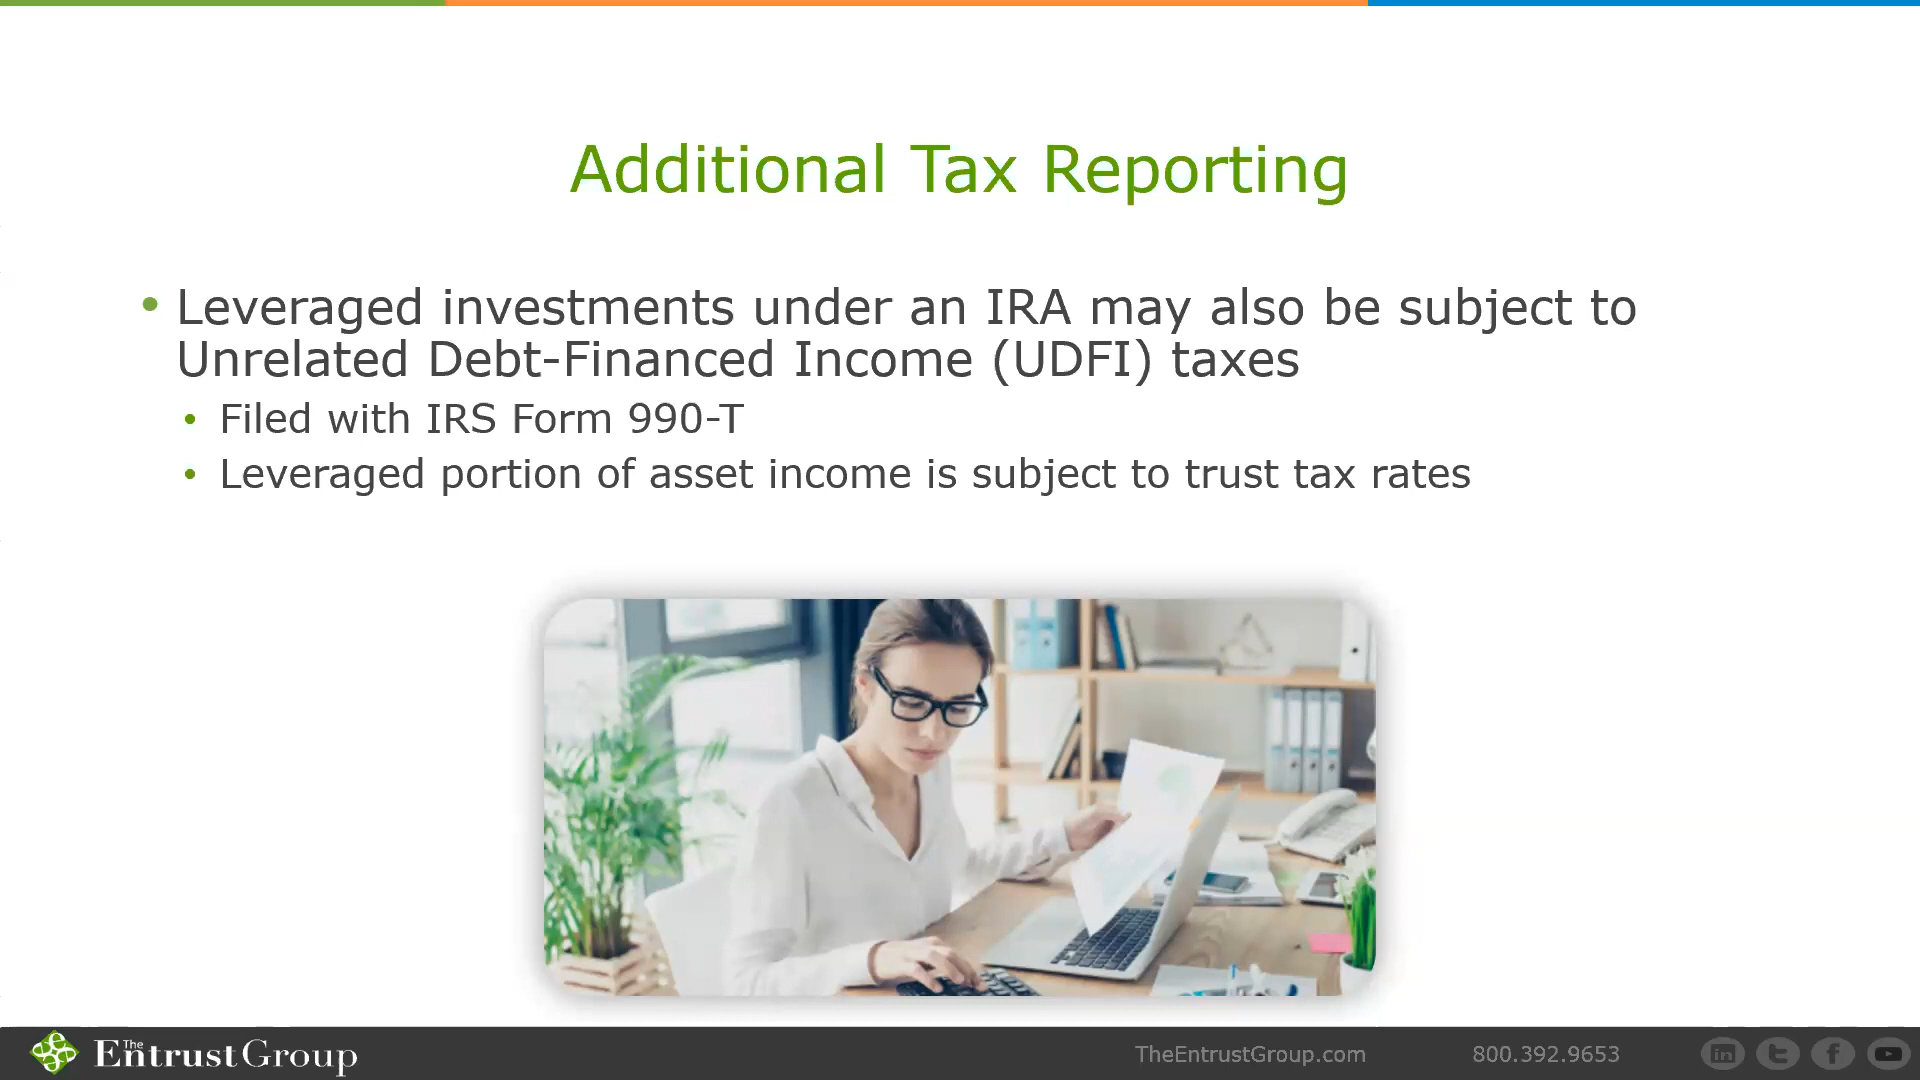 Additional Tax Reporting
• Leveraged investments under an IRA may also be subject to
Unrelated Debt-Financed Income (UDFI) taxes
• Filed with IRS Form 990-T
• Leveraged portion of asset income is subject to trust tax rates
The EntrustGroup
TheEntrustGroup.com
800.392.9653